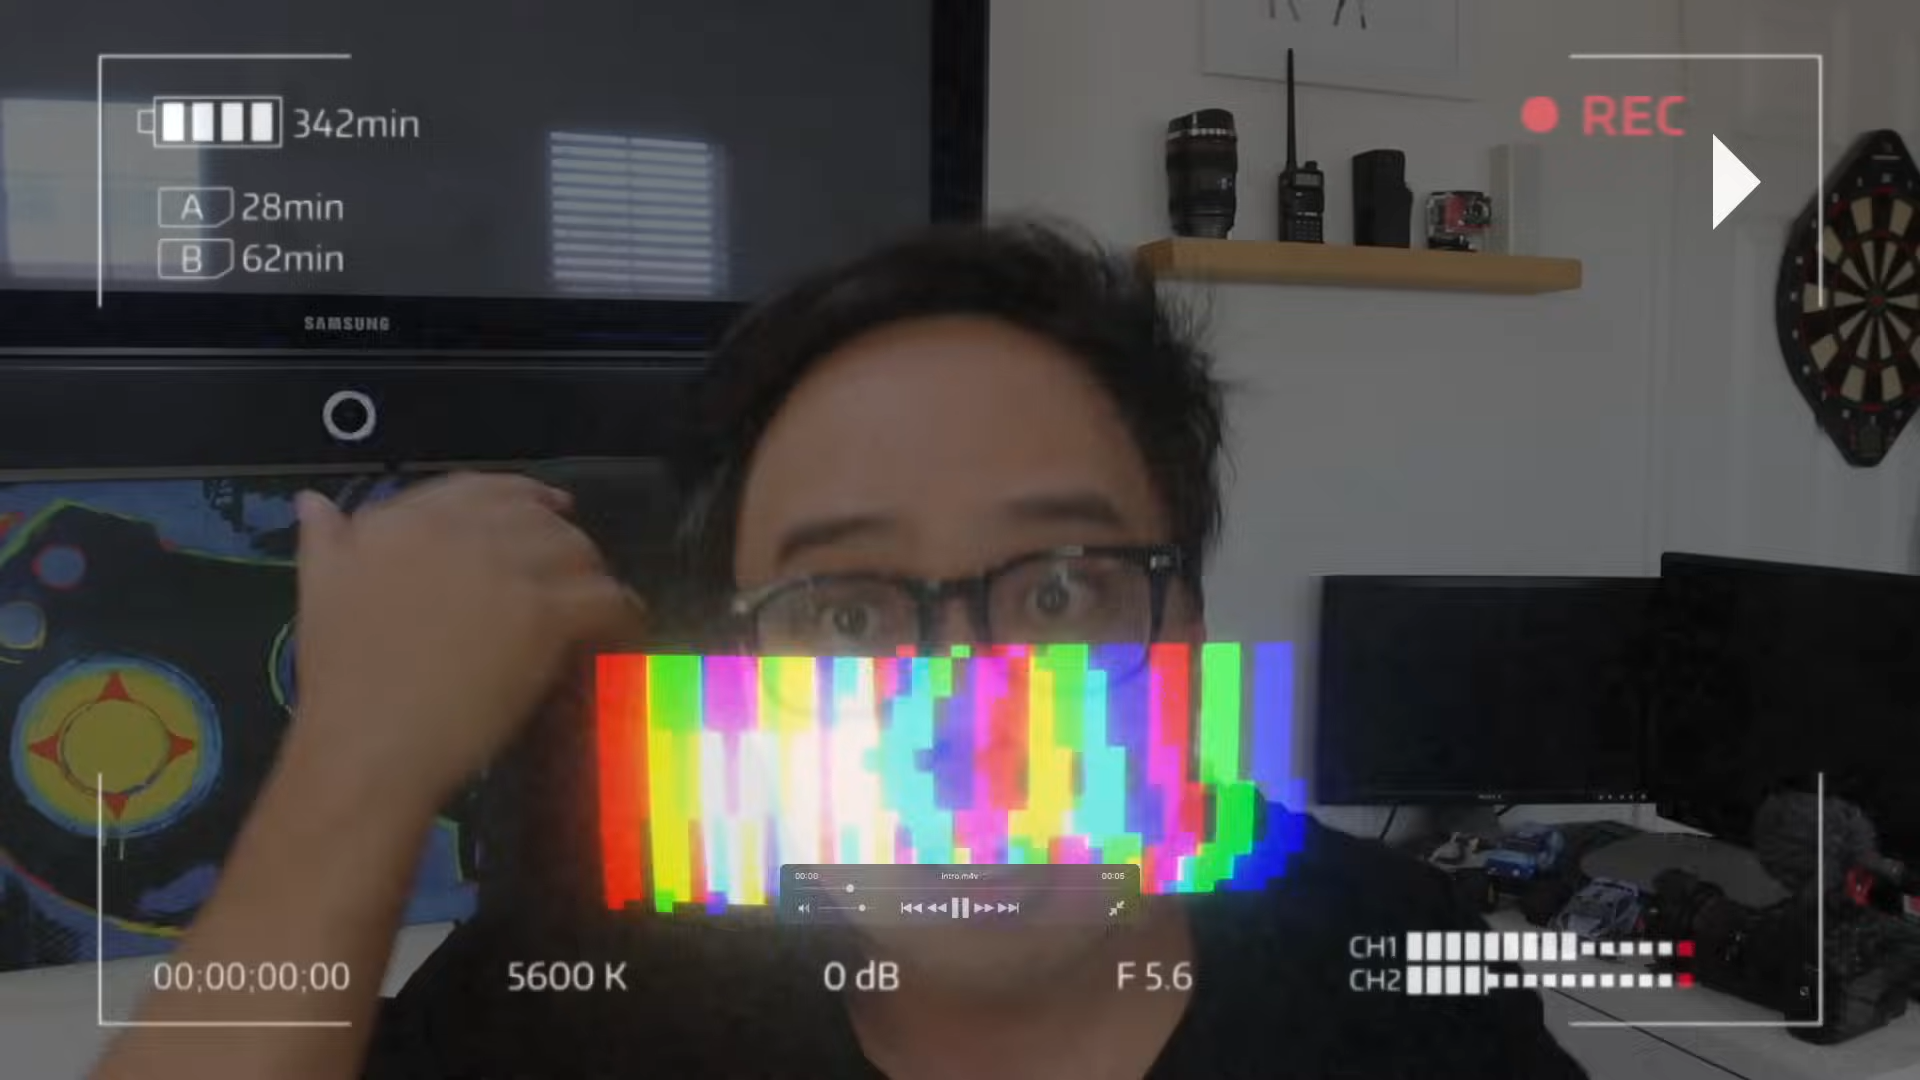 342min
REC
A 28min
B 62min
SAMSUNG
00:00 intro.m4v 00:05
CH1
CH2
00;00;00;00 5600 K 0 dB F 5.6